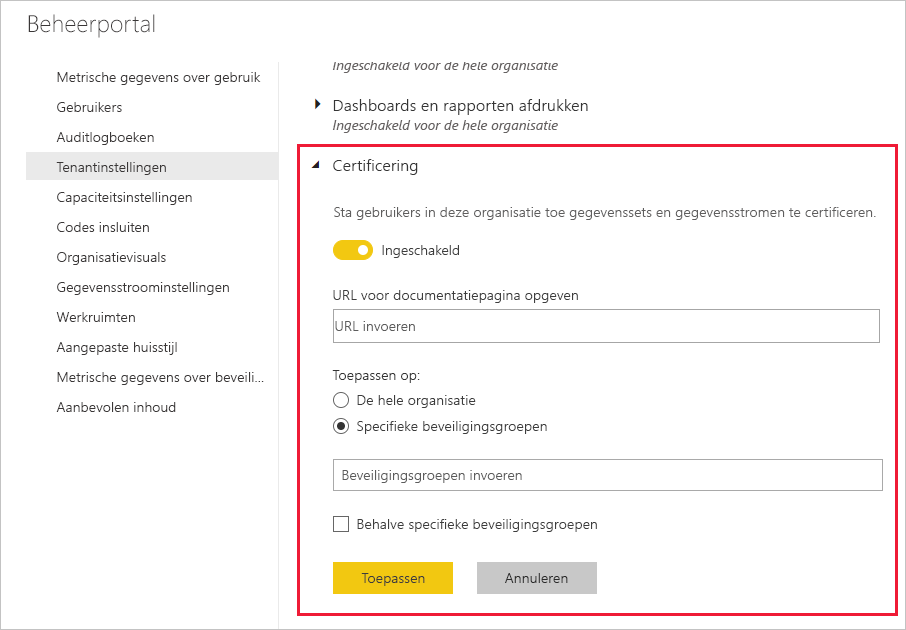 Beheerportal
Metrische gegevens over gebruik
Gebruikers
Auditlogboeken
Tenantinstellingen
Capaciteitsinstellingen
Codes insluiten
Organisatievisuals
Gegevensstroominstellingen
Werkruimten
Aangepaste huisstijl
Metrische gegevens over beveili...
Aanbevolen inhoud
Ingeschakeld voor de hele organisatie
Dashboards en rapporten afdrukken
Ingeschakeld voor de hele organisatie
Certificering
Sta gebruikers in deze organisatie toe gegevenssets en gegevensstromen te certificeren.
Ingeschakeld
URL voor documentatiepagina opgeven
URL invoeren
Toepassen op:
De hele organisatie
Specifieke beveiligingsgroepen
Beveiligingsgroepen invoeren
Behalve specifieke beveiligingsgroepen
Toepassen
Annuleren